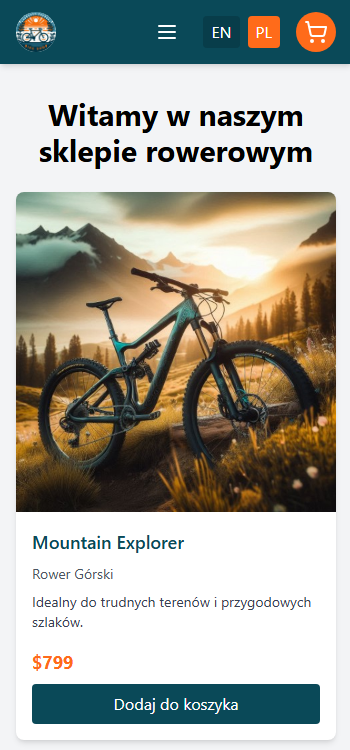 EN PL
Witamy w naszym
sklepie rowerowym
Mountain Explorer
Rower Górski
Idealny do trudnych terenów i przygodowych
szlaków.
$799
Dodaj do koszyka